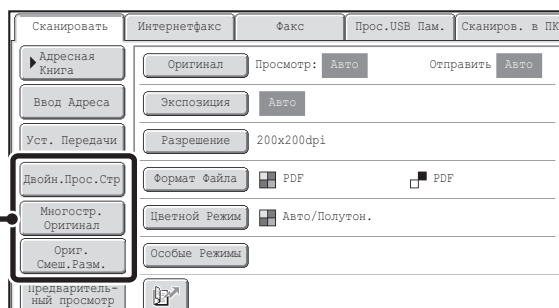 Сканировать Интернетфакс Факс Прос.USB Пам. Сканиров. в ПК
Адресная
Книга
Оригинал Просмотр: Авто Отправить Авто
Ввод Адреса Экспозиция Авто
Уст. Передачи Разрешение 200x200dpi
Двойн.Прос.Стр Формат Файла PDF PDF
Многостр.
Оригинал
Цветной Режим Авто/Полутон.
Ориг.
Смеш.Разм.
Особые Режимы
Предваритель-
ный просмотр